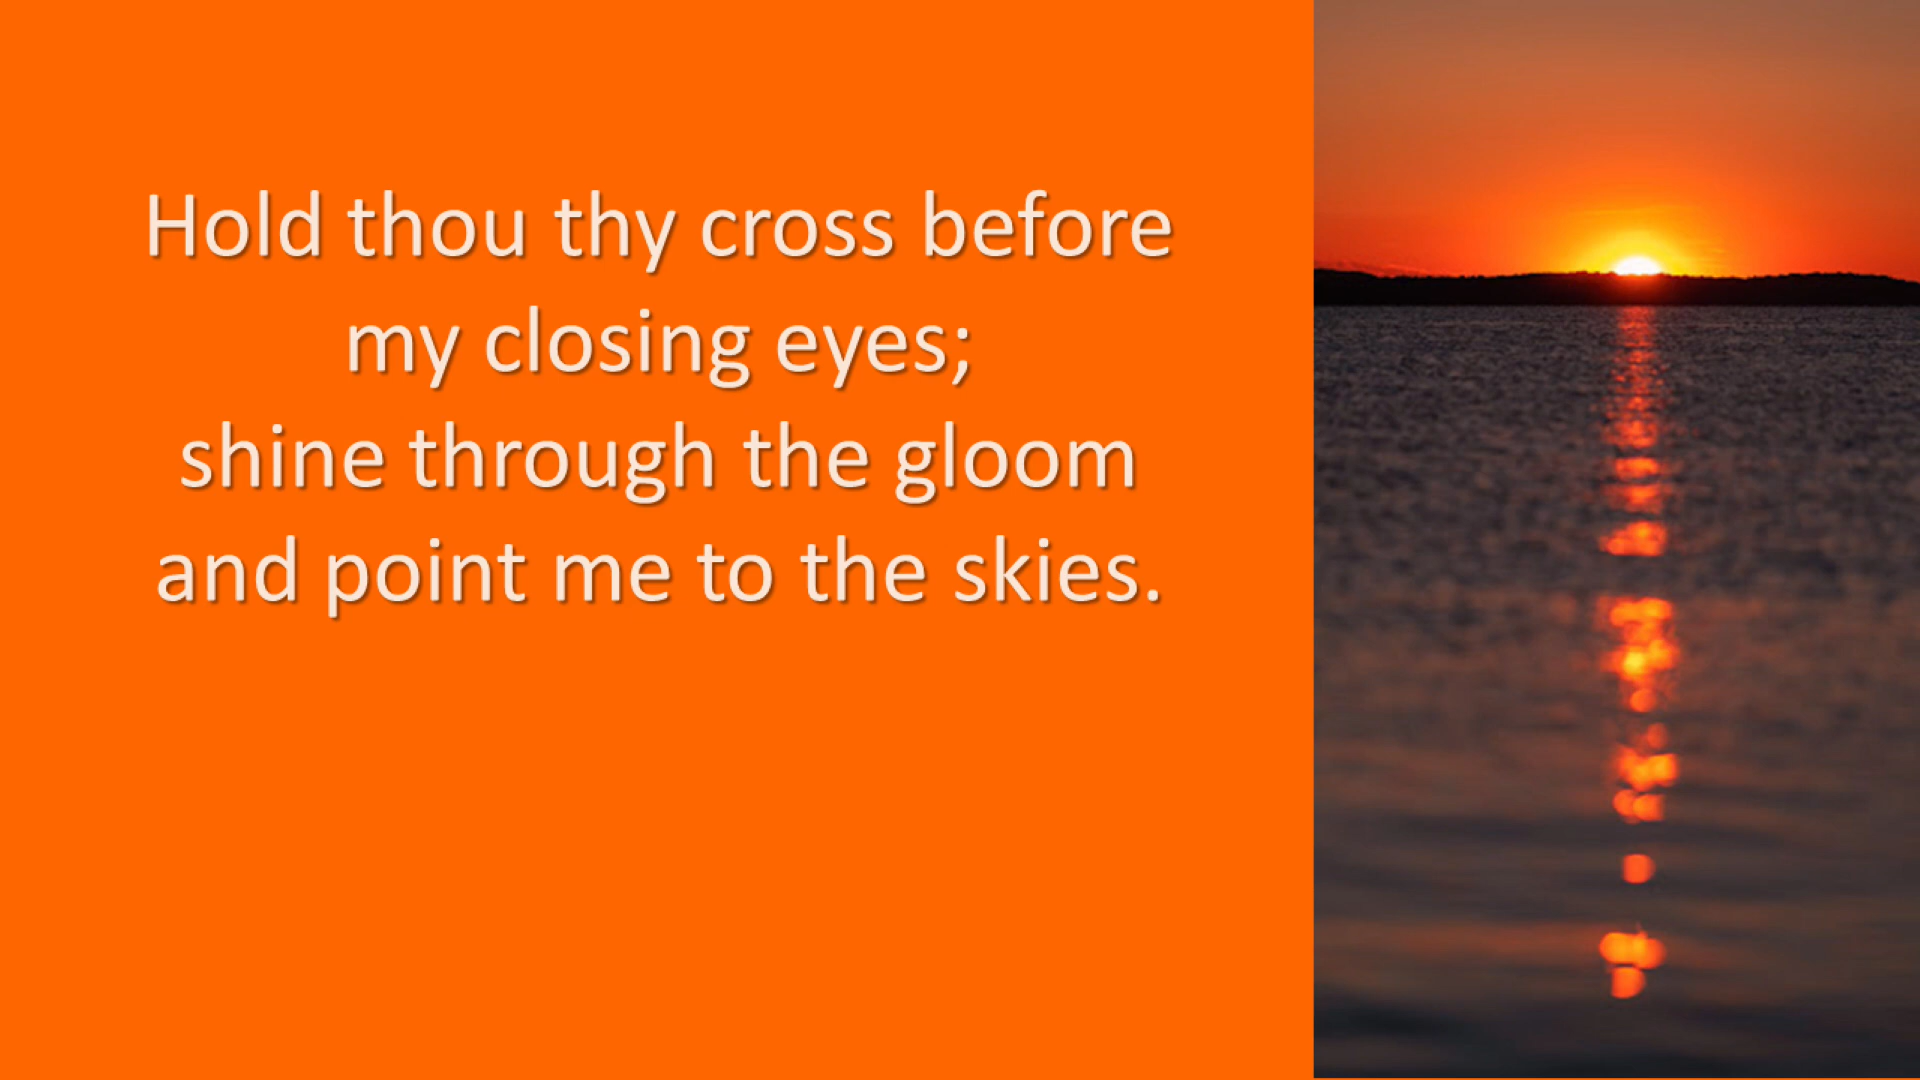 Hold thou thy cross before
my closing eyes;
shine through the gloom
and point me to the skies.